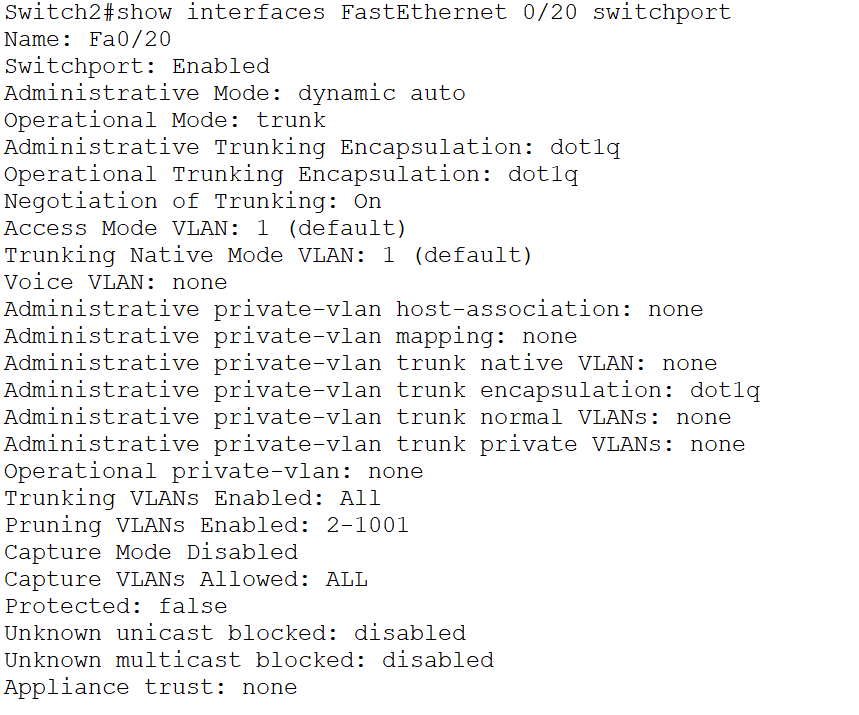 Switch2#show interfaces FastEthernet 0/20 switchport
Name: Fa0/20
Switchport: Enabled
Administrative Mode: dynamic auto
Operational Mode: trunk
Administrative Trunking Encapsulation: dot1q
Operational Trunking Encapsulation: dot1q
Negotiation of Trunking: On
Access Mode VLAN: 1 (default)
Trunking Native Mode VLAN: 1 (default)
Voice VLAN: none
Administrative private-vlan host-association: none
Administrative private-vlan mapping: none
Administrative private-vlan trunk native VLAN: none
Administrative private-vlan trunk encapsulation: dot1q
Administrative private-vlan trunk normal VLANs: none
Administrative private-vlan trunk private VLANs: none
Operational private-vlan: none
Trunking VLANs Enabled: All
Pruning VLANs Enabled: 2-1001
Capture Mode Disabled
Capture VLANs Allowed: ALL
Protected: false
Unknown unicast blocked: disabled
Unknown multicast blocked: disabled
Appliance trust: none